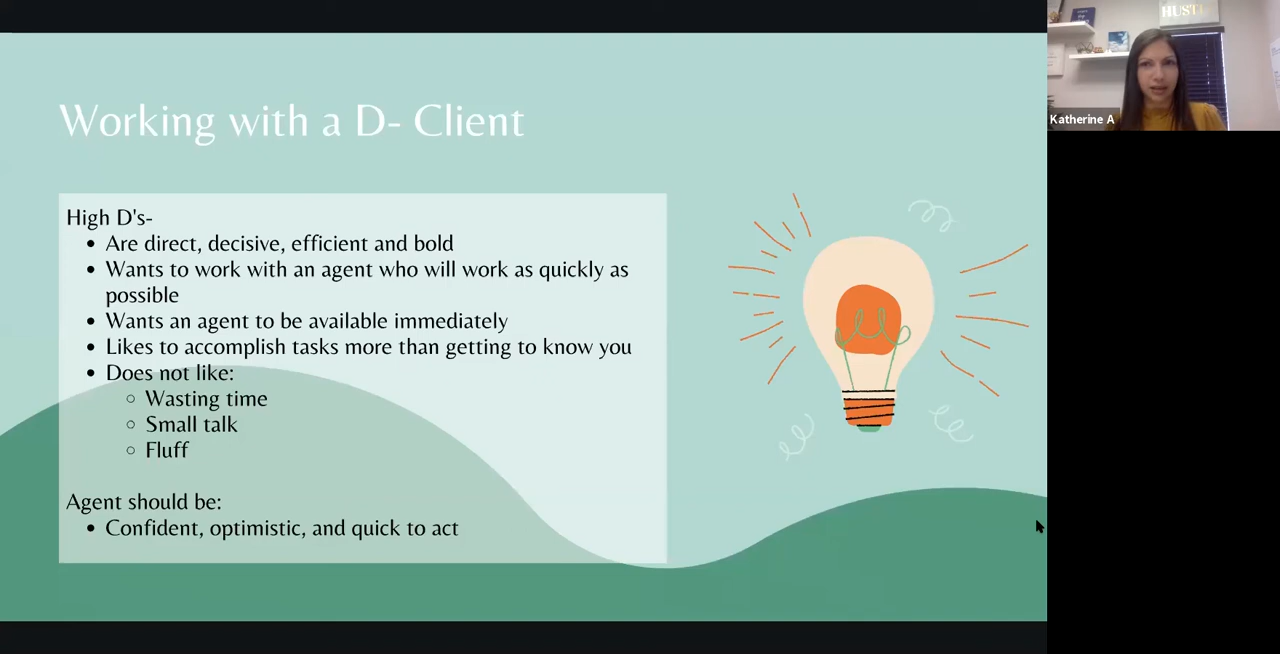 Working with a D- Client
High D's-
• Are direct, decisive, efficient and bold
• Wants to work with an agent who will work as quickly as
possible
• Wants an agent to be available immediately
• Likes to accomplish tasks more than getting to know you
• Does not like:
○ Wasting time
○ Small talk
○ Fluff
Agent should be:
• Confident, optimistic, and quick to act
Katherine A